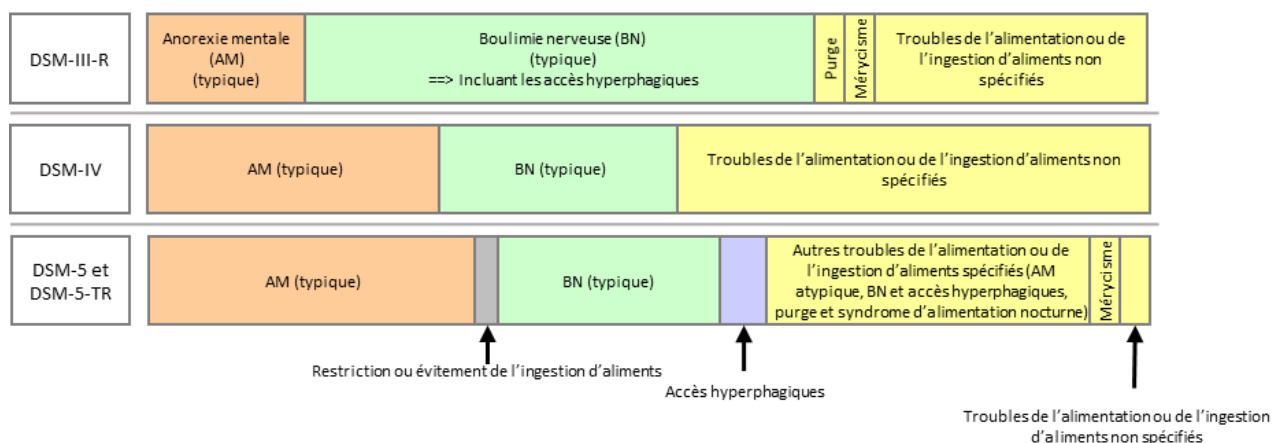 DSM-III-R
Anorexie mentale
(AM)
(typique)
Boulimie nerveuse (BN)
(typique)
==> Incluant les accès hyperphagiques
Purge
Mérycisme
Troubles de l'alimentation ou de
l'ingestion d'aliments non
spécifiés
DSM-IV
AM (typique)
BN (typique)
Troubles de l'alimentation ou de l'ingestion d'aliments non
spécifiés
DSM-5 et
DSM-5-TR
AM (typique)
BN (typique)
Autres troubles de l'alimentation ou de
l'ingestion d'aliments spécifiés (AM
atypique, BN et accès hyperphagiques,
purge et syndrome d'alimentation nocturne)
Mérycisme
Restriction ou évitement de l'ingestion d'aliments
Accès hyperphagiques
Troubles de l'alimentation ou de l'ingestion
d'aliments non spécifiés